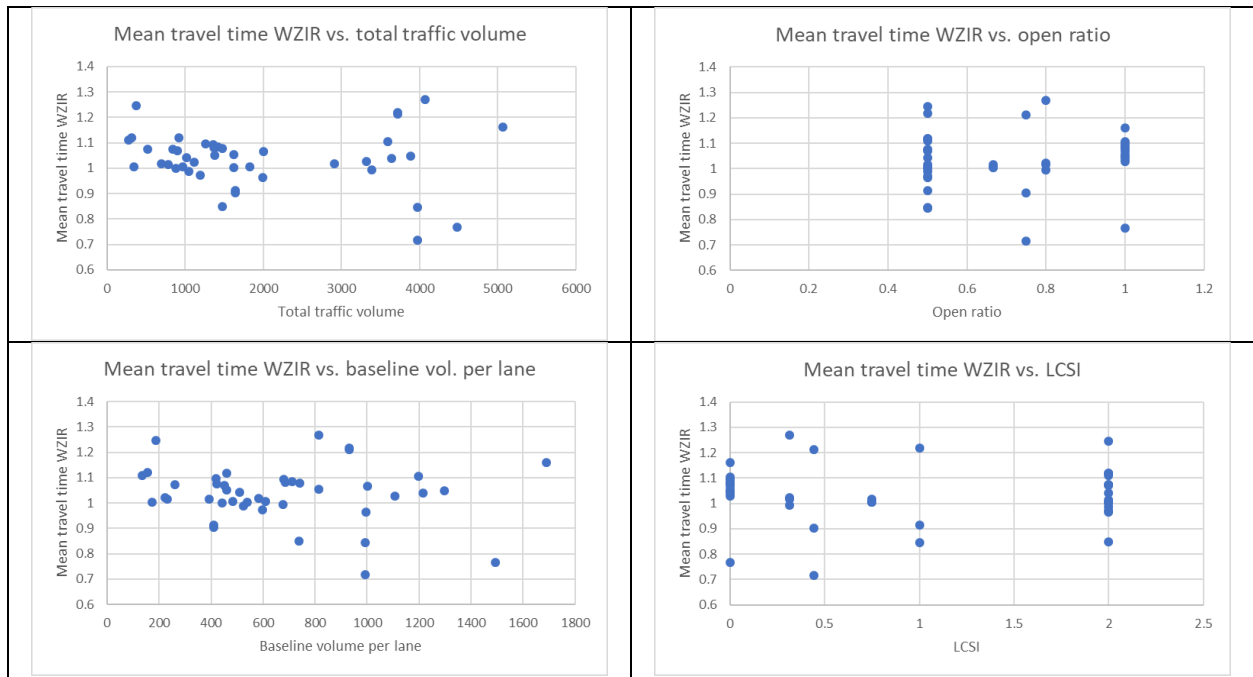 Mean travel time WZIR vs. total traffic volume
Mean travel time WZIR
1.4
1.3
1.2
1.1
1
0.9
0.8
0.7
0.6
0 1000 2000 3000 4000 5000 6000
Total traffic volume
Mean travel time WZIR vs. open ratio
Mean travel time WZIR
1.4
1.3
1.2
1.1
1
0.9
0.8
0.7
0.6
0 0.2 0.4 0.6 0.8 1 1.2
Open ratio
Mean travel time WZIR vs. baseline vol. per lane
Mean travel time WZIR
1.4
1.3
1.2
1.1
1
0.9
0.8
0.7
0.6
0 200 400 600 800 1000 1200 1400 1600 1800
Baseline volume per lane
Mean travel time WZIR vs. LCSI
Mean travel time WZIR
1.4
1.3
1.2
1.1
1
0.9
0.8
0.7
0.6
0 0.5 1 1.5 2 2.5
LCSI